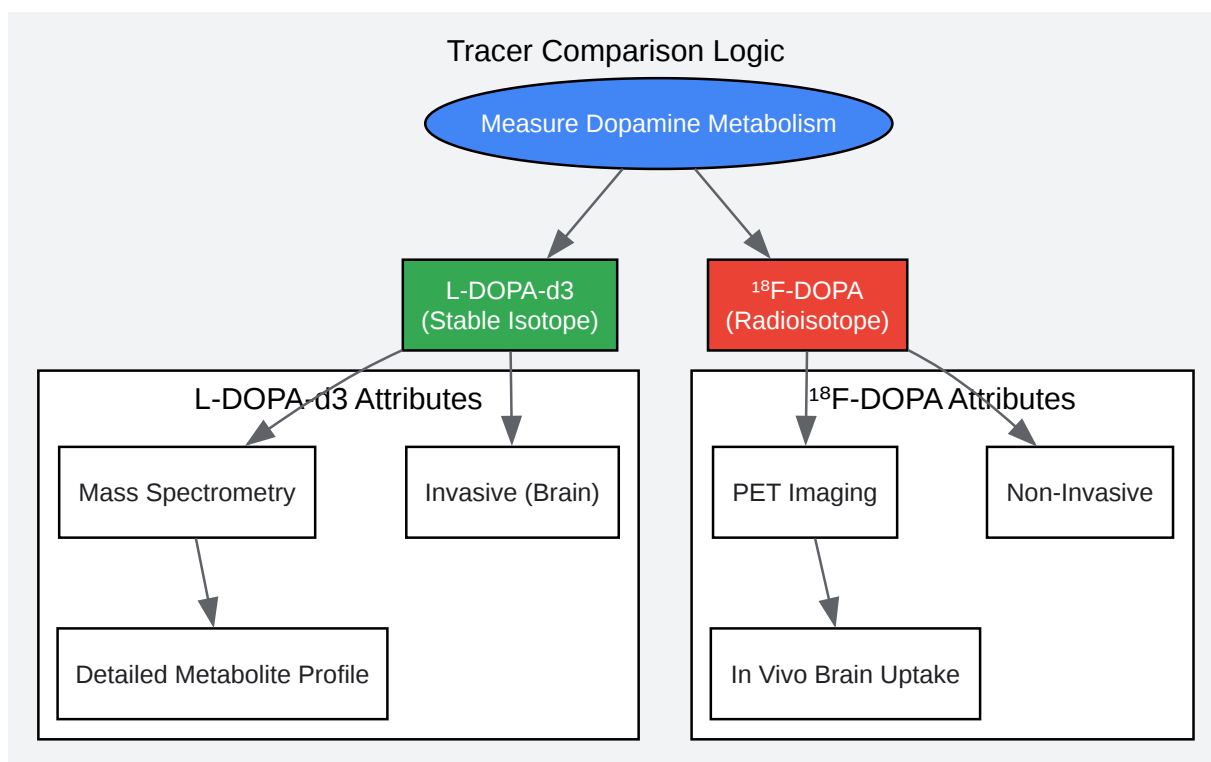 Tracer Comparison Logic
Measure Dopamine Metabolism
L-DOPA-d3
(Stable Isotope)
¹⁸F-DOPA
(Radioisotope)
L-DOPA-d3 Attributes
Mass Spectrometry
Invasive (Brain)
Detailed Metabolite Profile
¹⁸F-DOPA Attributes
PET Imaging
Non-Invasive
In Vivo Brain Uptake